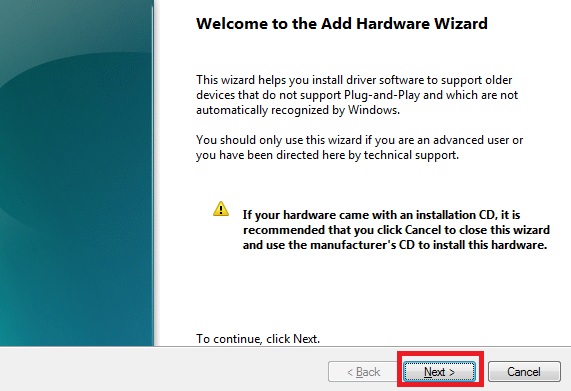 Welcome to the Add Hardware Wizard
This wizard helps you install driver software to support older
devices that do not support Plug-and-Play and which are not
automatically recognized by Windows.
You should only use this wizard if you are an advanced user or
you have been directed here by technical support.
If your hardware came with an installation CD, it is
recommended that you click Cancel to close this wizard
and use the manufacturer's CD to install this hardware.
To continue, click Next.
< Back Next > Cancel